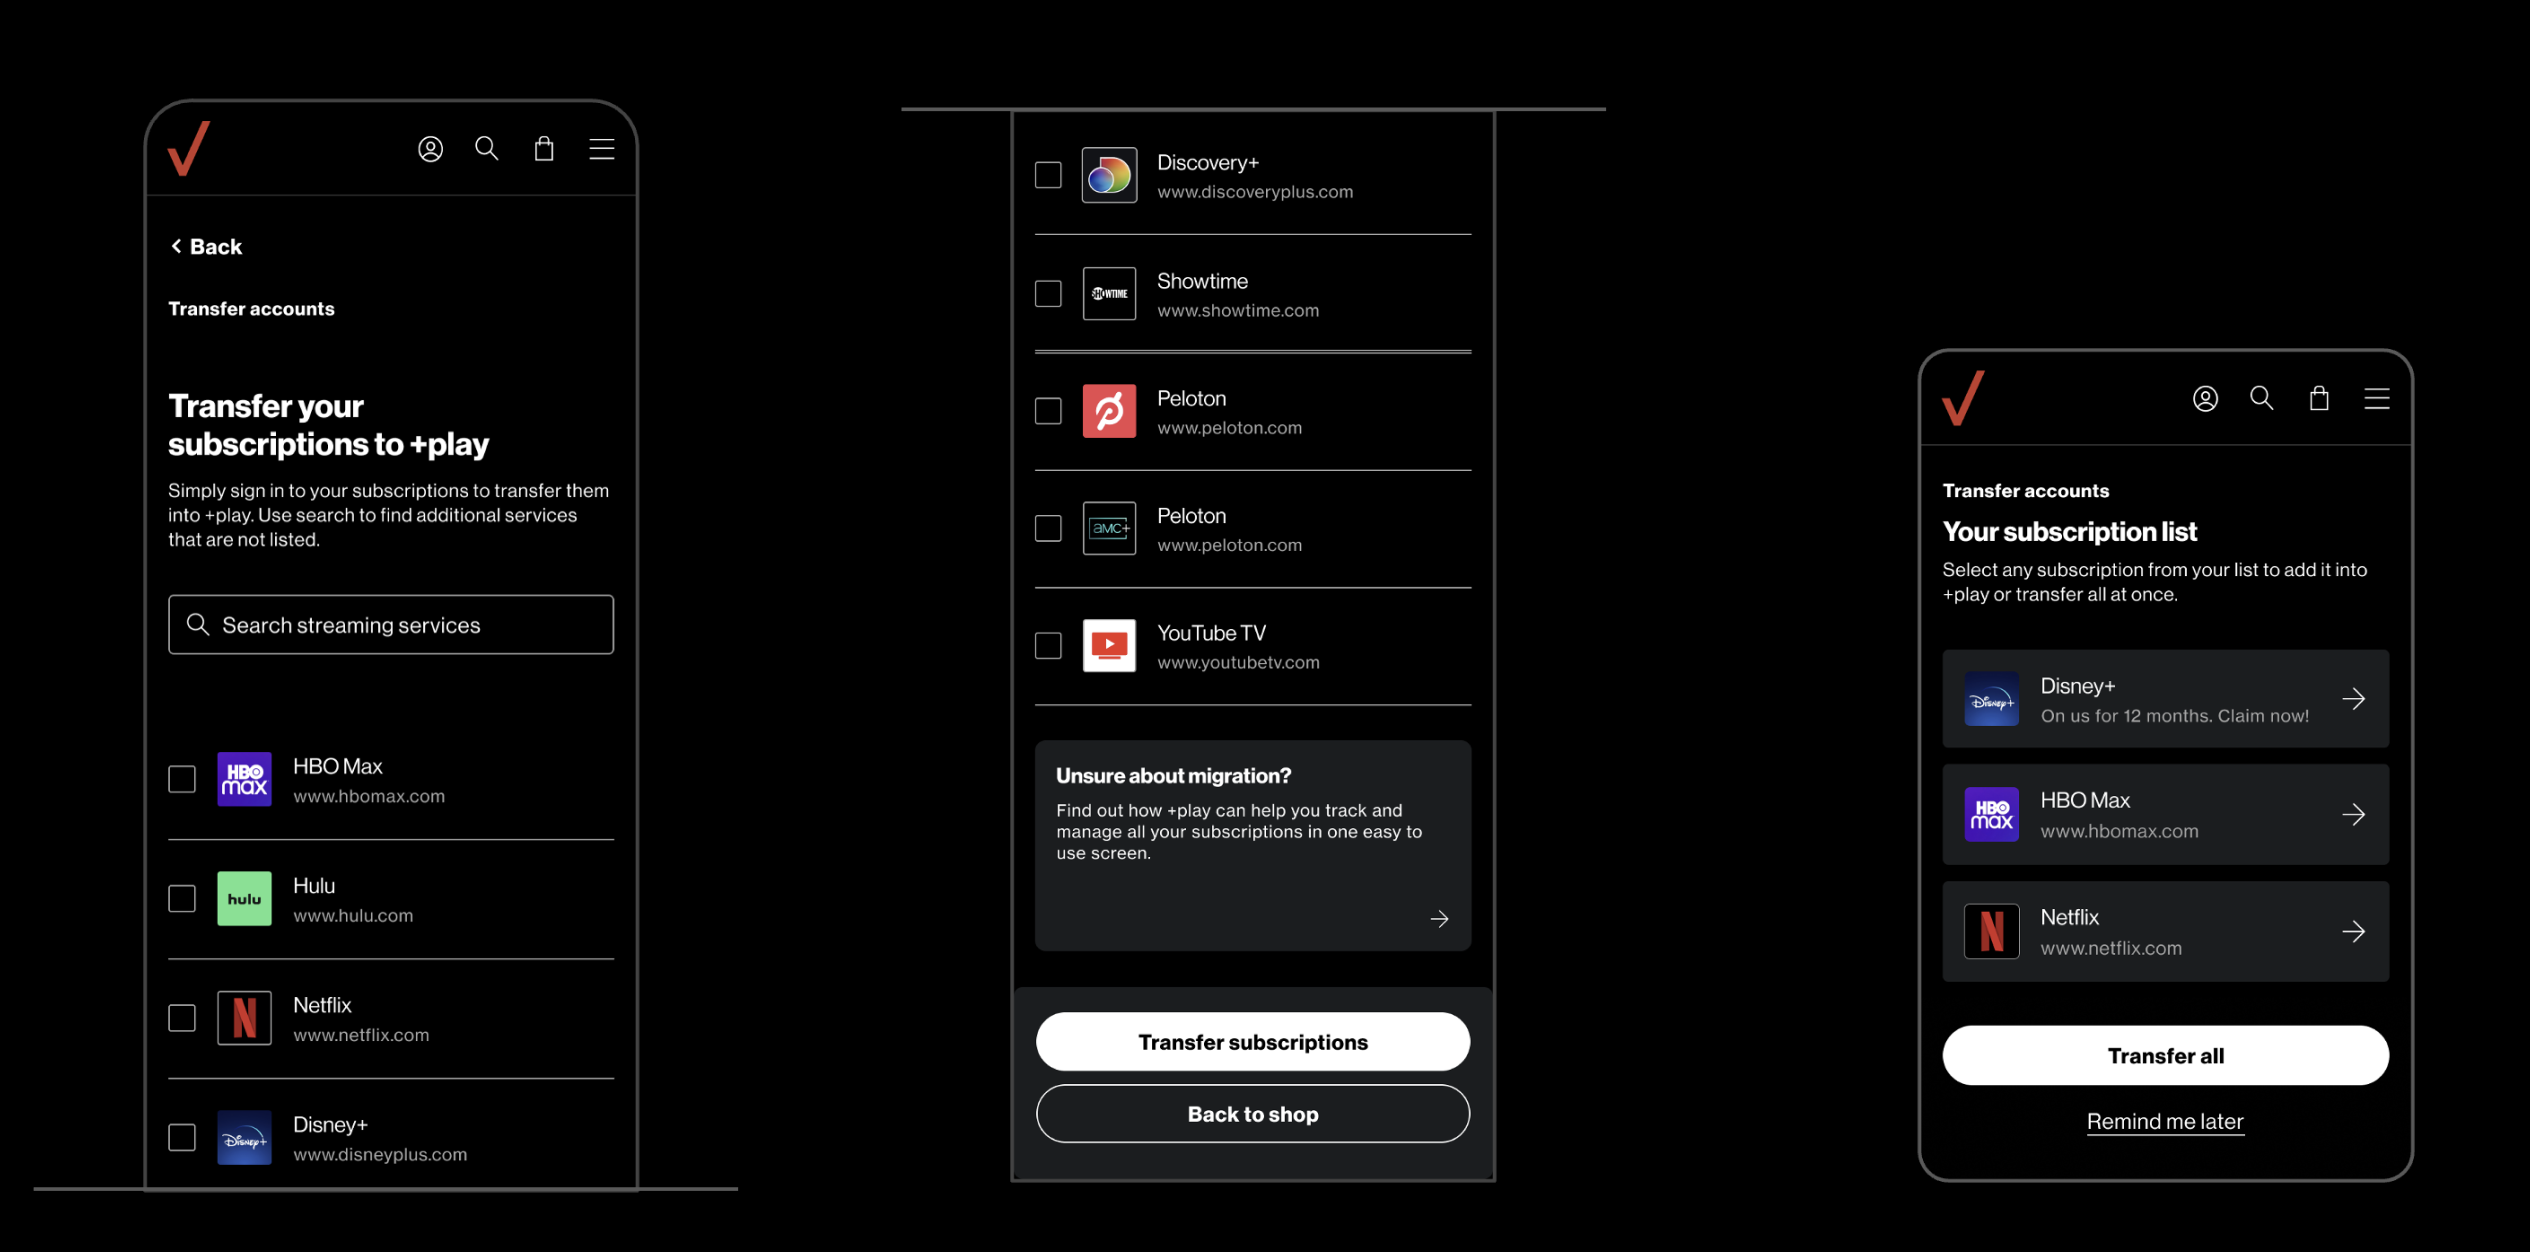 Back
Transfer accounts
Transfer your
subscriptions to +play
Simply sign in to your subscriptions to transfer them
into +play. Use search to find additional services
that are not listed.
Search streaming services
HBO max
HBO Max
www.hbomax.com
hulu
Hulu
www.hulu.com
N
Netflix
www.netflix.com
Disney+
Disney+
www.disneyplus.com
Discovery+
www.discoveryplus.com
SHOWTIME
Showtime
www.showtime.com
Peloton
www.peloton.com
aMC+
Peloton
www.peloton.com
YouTube TV
www.youtubetv.com
Unsure about migration?
Find out how +play can help you track and
manage all your subscriptions in one easy to
use screen.
Transfer subscriptions
Back to shop
Transfer accounts
Your subscription list
Select any subscription from your list to add it into
+play or transfer all at once.
Disney+
Disney+
On us for 12 months. Claim now!
HBO max
HBO Max
www.hbomax.com
N
Netflix
www.netflix.com
Transfer all
Remind me later